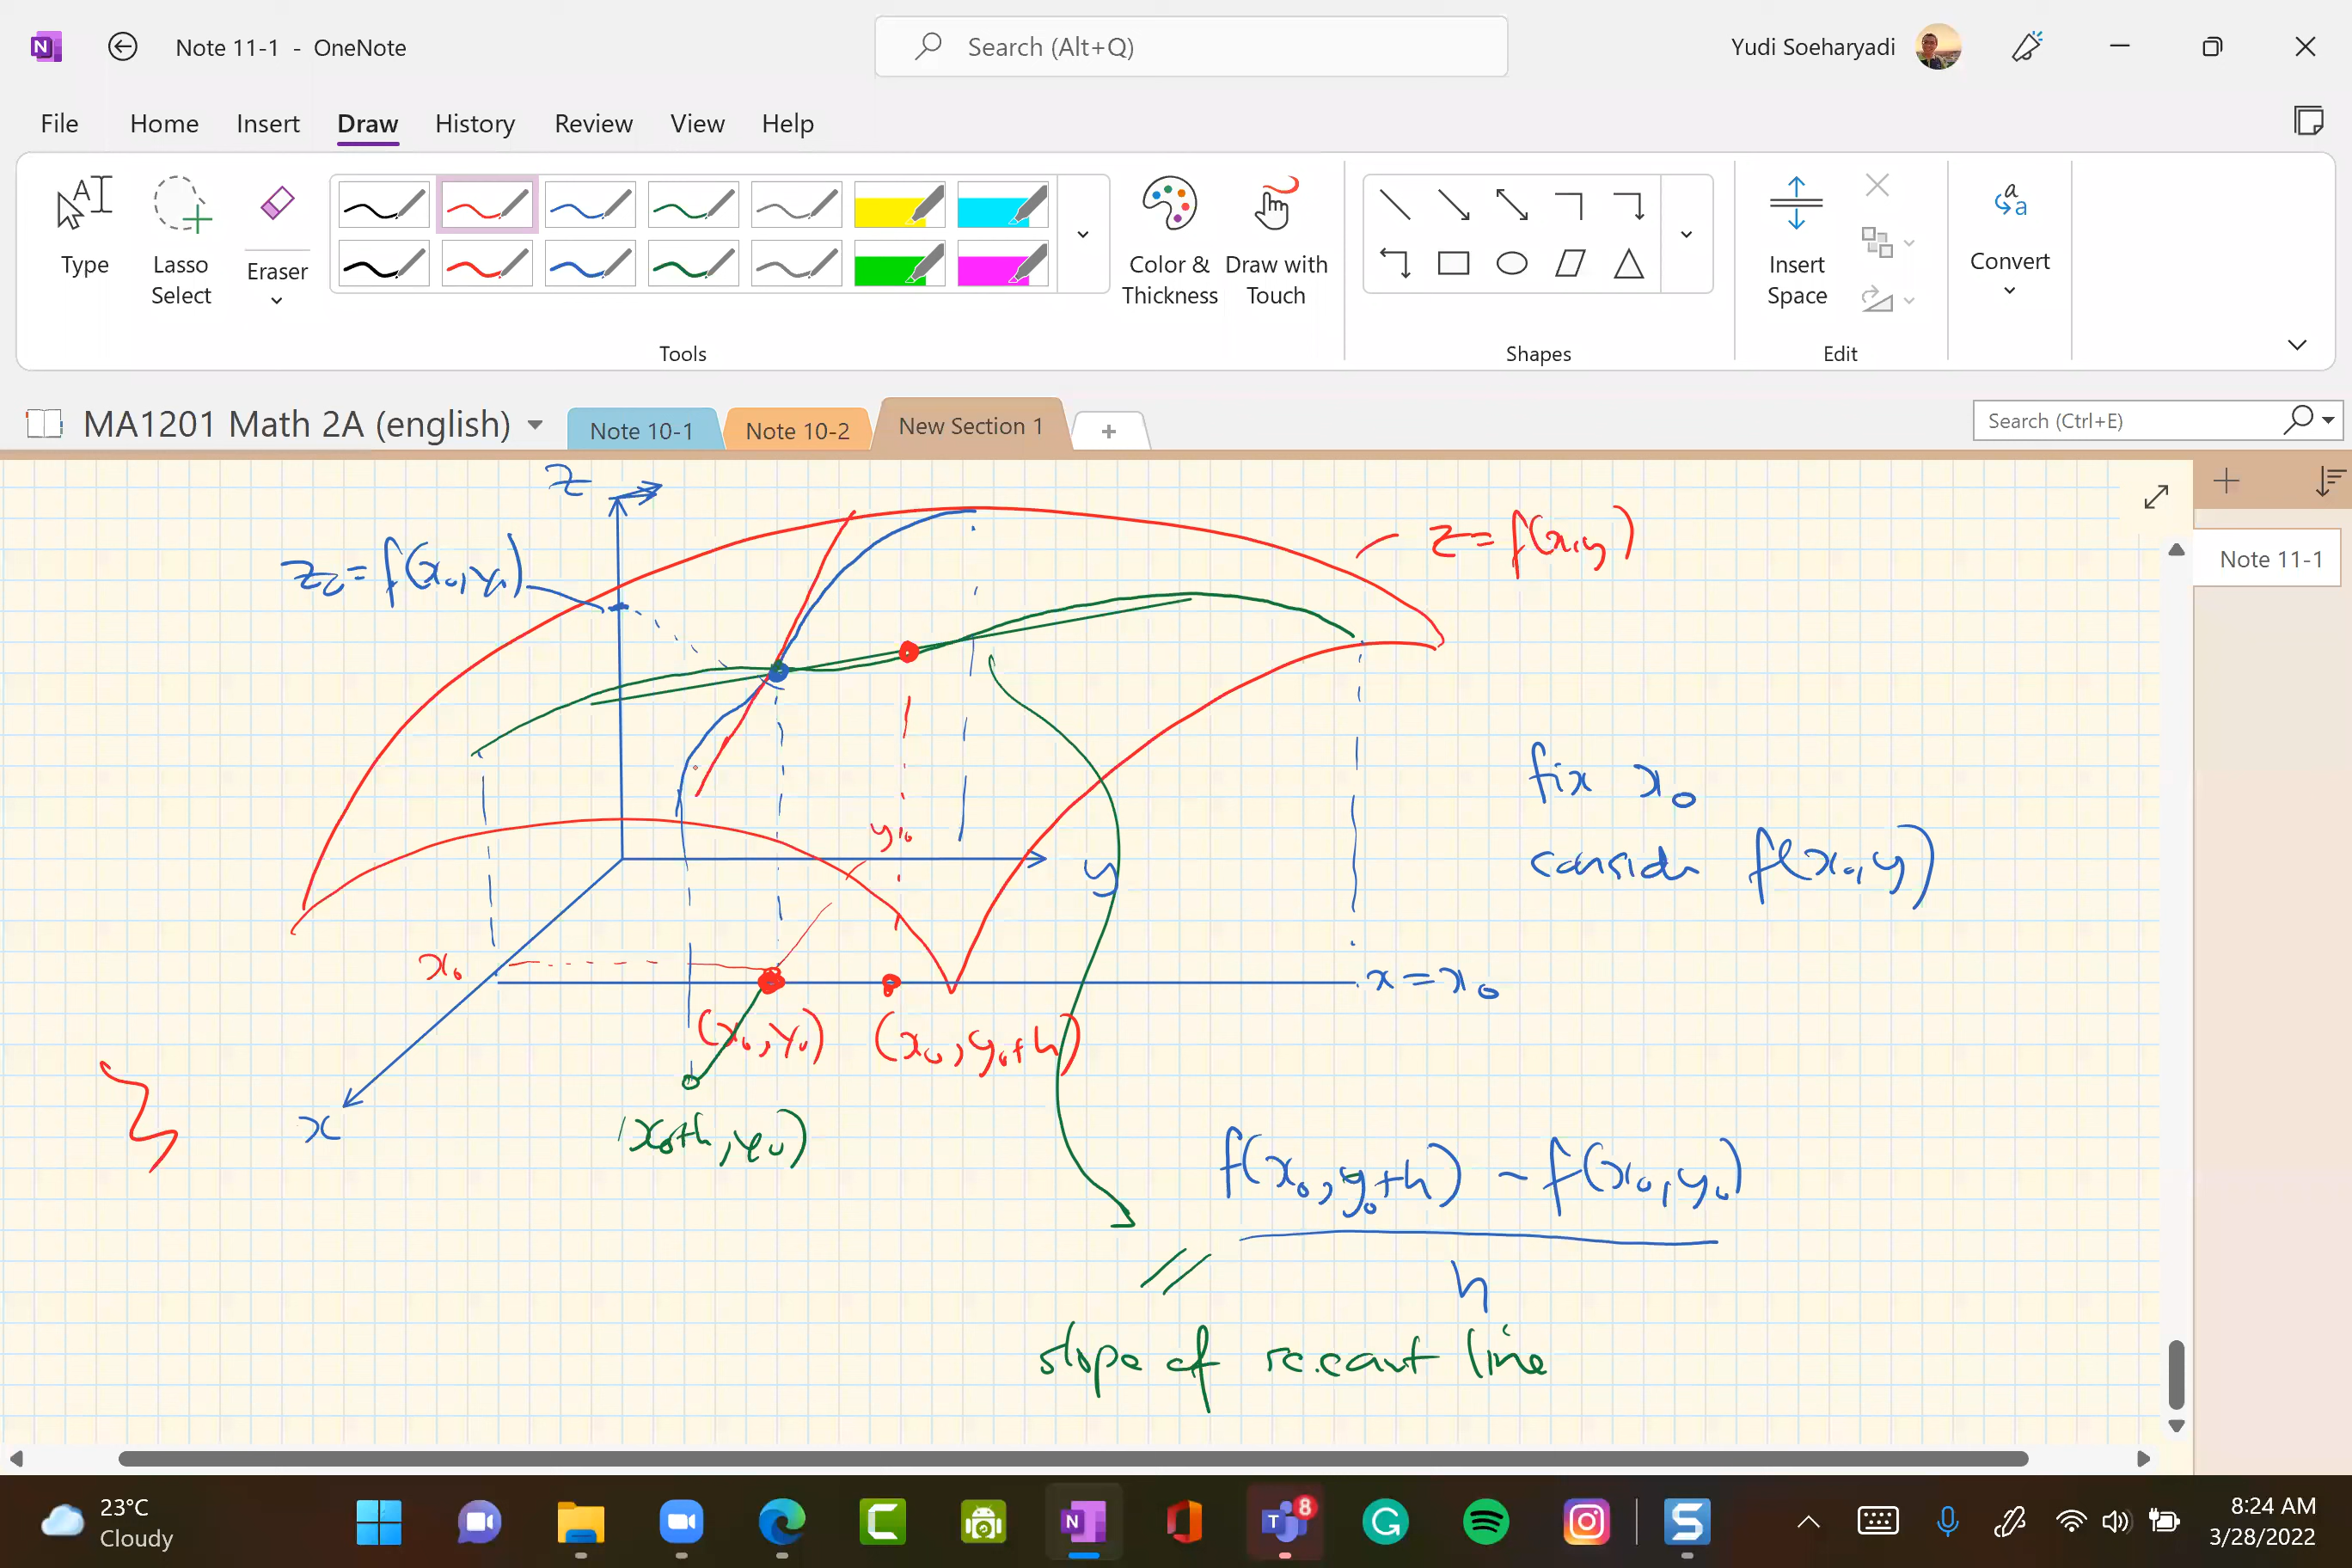 Note 11-1 - OneNote
Search (Alt+Q)
Yudi Soeharyadi
File Home Insert Draw History Review View Help
Type
Lasso Select
Eraser
Color & Thickness
Draw with Touch
Insert Space
Convert
Tools
Shapes
Edit
MA1201 Math 2A (english)
Note 10-1
Note 10-2
New Section 1
Search (Ctrl+E)
Note 11-1
z
z = f(x,y)
= f(x₀,y₀)
fix x₀
y₀
y
f(x₀,y)
x₀
x = x₀
(x₀,y₀) (x₀,y₀+h)
x
x₀+h,y₀)
f(x₀,y₀+h) - f(x₀,y₀)
h
slope of secant line
23°C
Cloudy
8
8:24 AM
3/28/2022